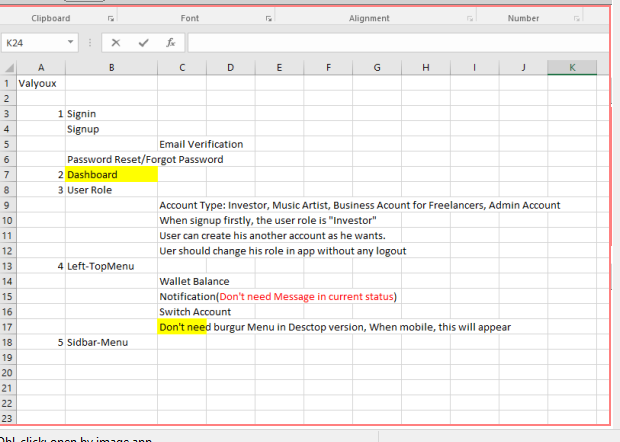 Clipboard Font Alignment Number
K24 fx
A B C D E F G H I J K
1 Valyoux
2
3 1 Signin
4 Signup
5 Email Verification
6 Password Reset/Forgot Password
7 2 Dashboard
8 3 User Role
9 Account Type: Investor, Music Artist, Business Acount for Freelancers, Admin Account
10 When signup firstly, the user role is "Investor"
11 User can create his another account as he wants.
12 Uer should change his role in app without any logout
13 4 Left-TopMenu
14 Wallet Balance
15 Notification(Don't need Message in current status)
16 Switch Account
17 Don't need burgur Menu in Desctop version, When mobile, this will appear
18 5 Sidbar-Menu
19
20
21
22
23
click: open by image app